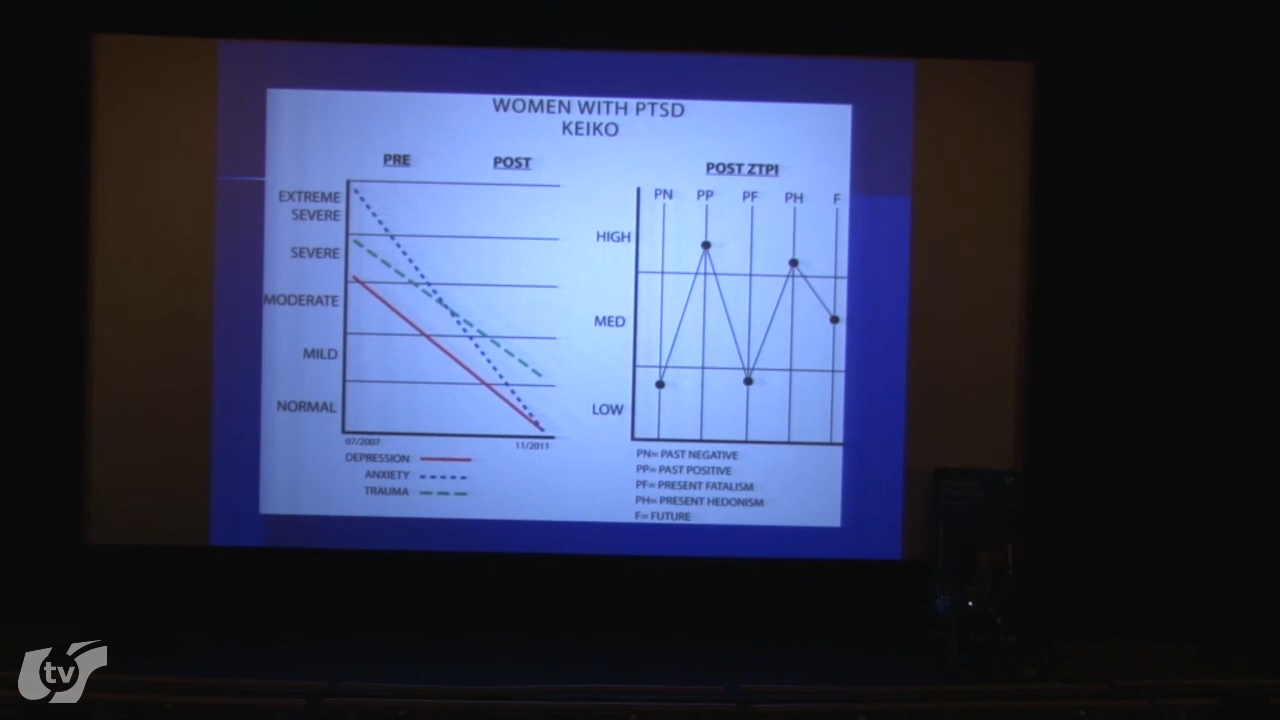 WOMEN WITH PTSD
KEIKO
PRE
POST
EXTREME
SEVERE
SEVERE
MODERATE
MILD
NORMAL
07/2007
11/2011
DEPRESSION
ANXIETY
TRAUMA
POST ZTPI
PN PP PF PH F
HIGH
MED
LOW
PN= PAST NEGATIVE
PP= PAST POSITIVE
PF= PRESENT FATALISM
PH= PRESENT HEDONISM
F= FUTURE
tv